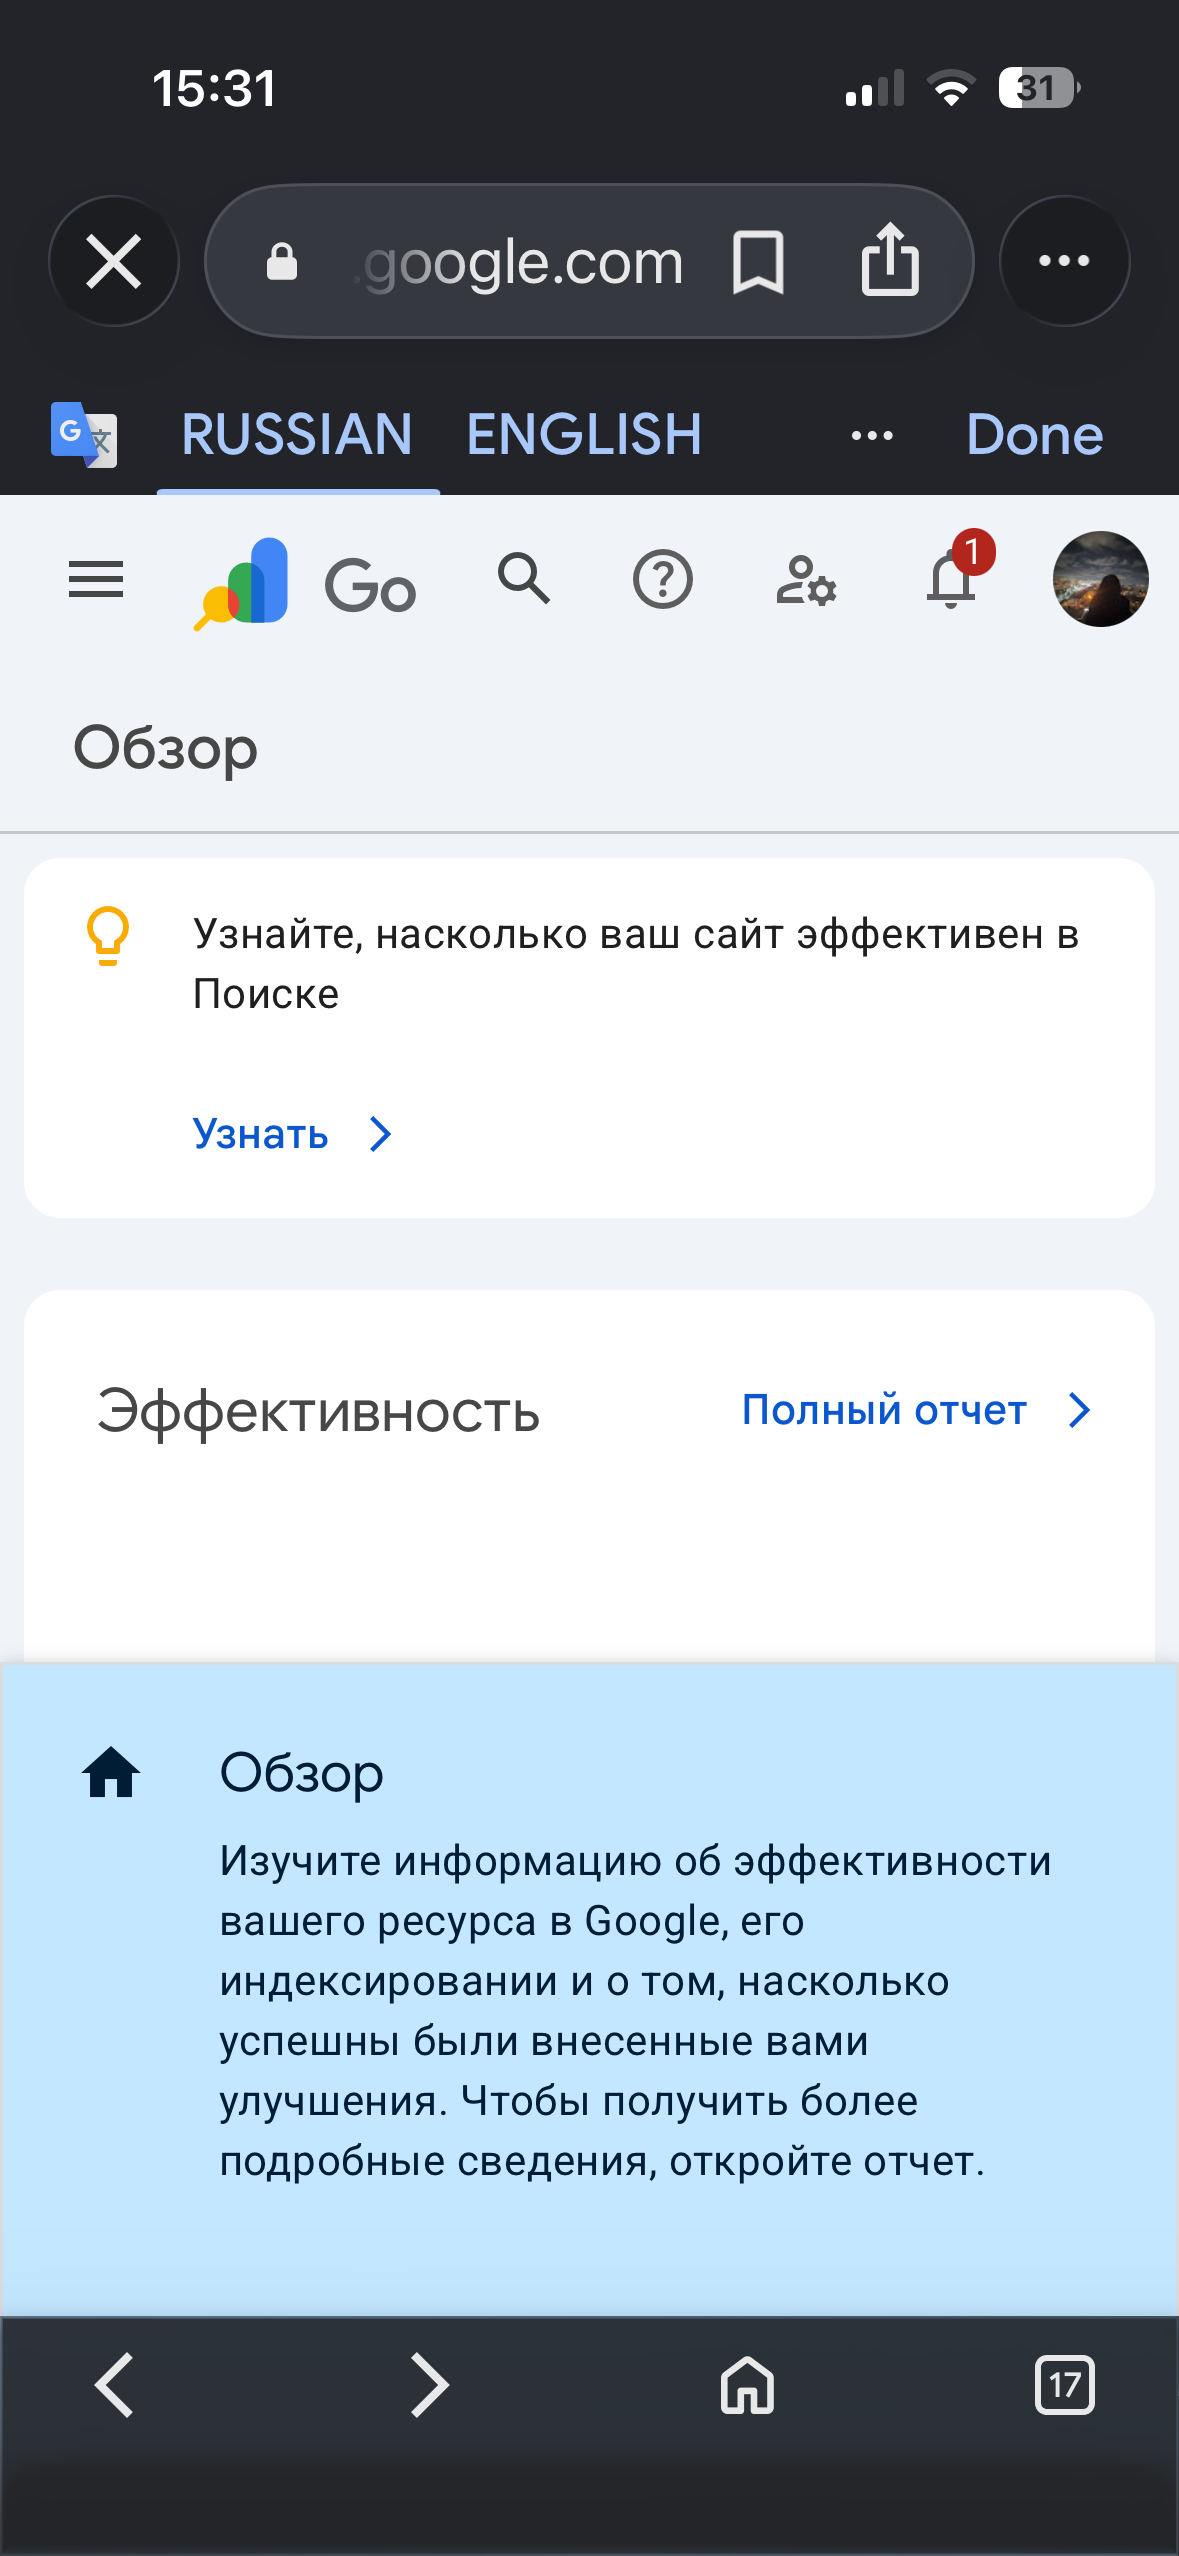 15:31
31
.google.com
RUSSIAN ENGLISH ... Done
Go
1
Обзор
Узнайте, насколько ваш сайт эффективен в
Поиске
Узнать
Эффективность
Полный отчет
Обзор
Изучите информацию об эффективности
вашего ресурса в Google, его
индексировании и о том, насколько
успешны были внесенные вами
улучшения. Чтобы получить более
подробные сведения, откройте отчет.
17